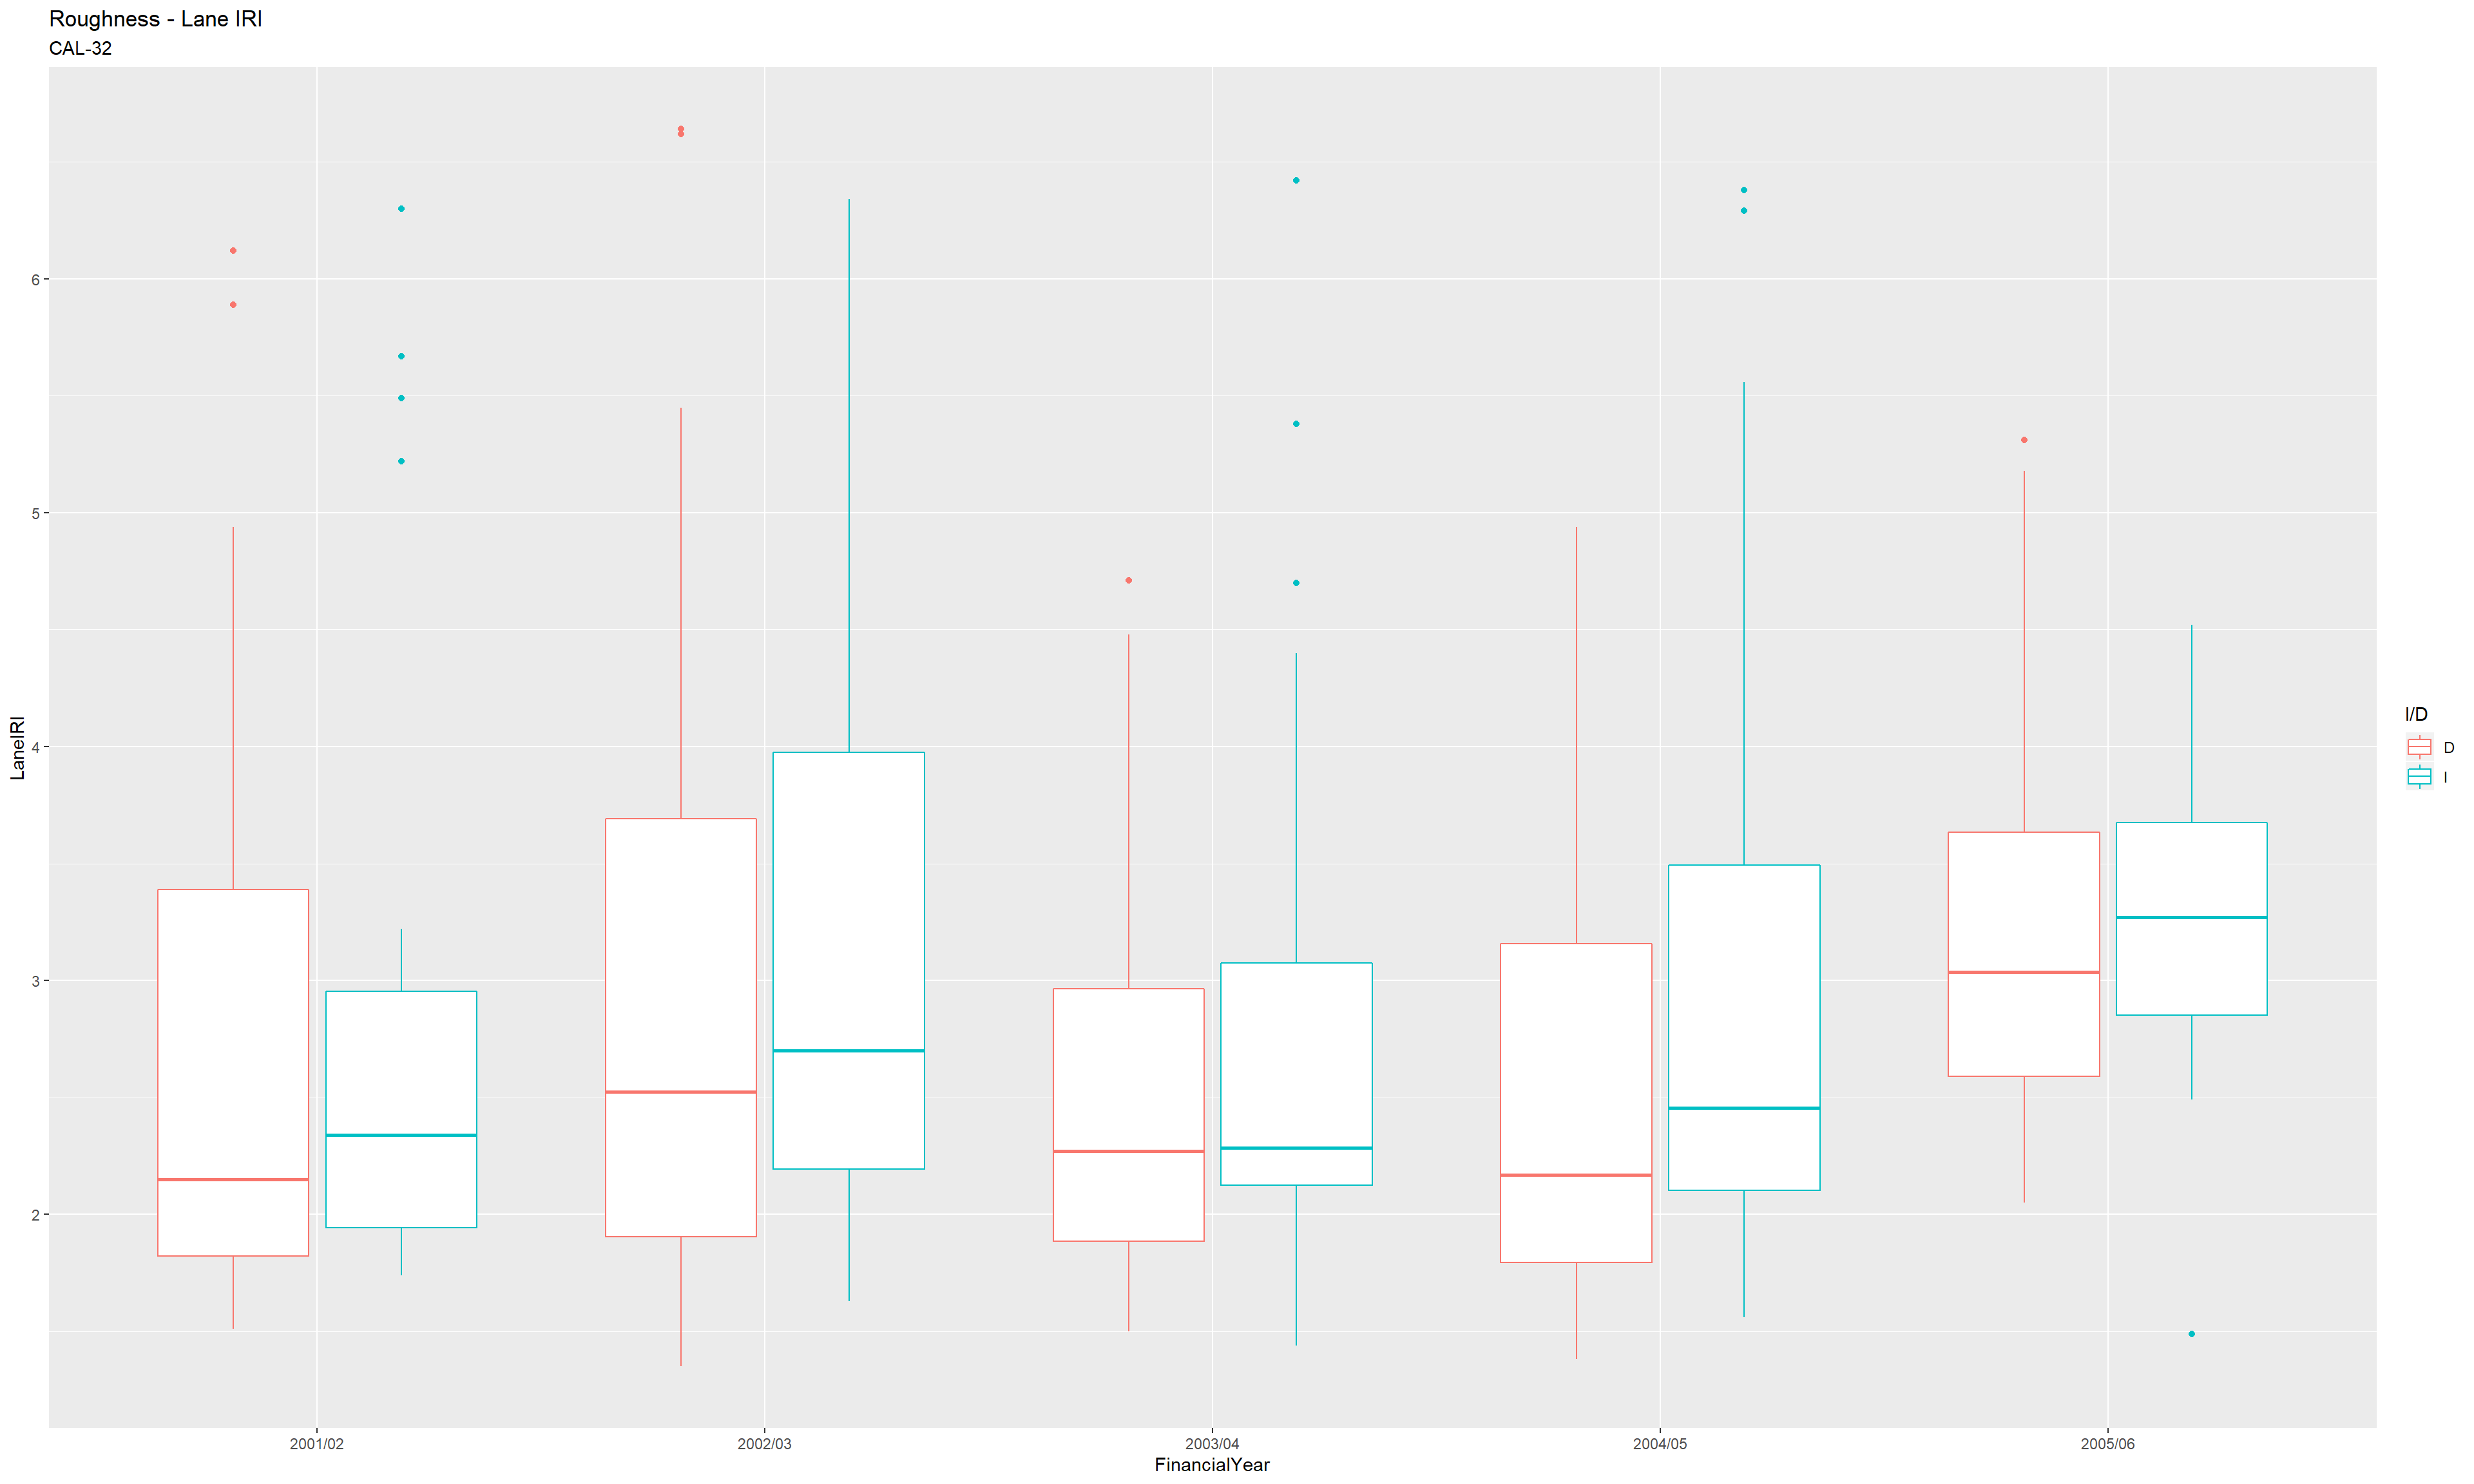 Roughness - Lane IRI
CAL-32
LaneIRI
6
5
4
3
2
2001/02
2002/03
2003/04
2004/05
2005/06
FinancialYear
I/D
D
I